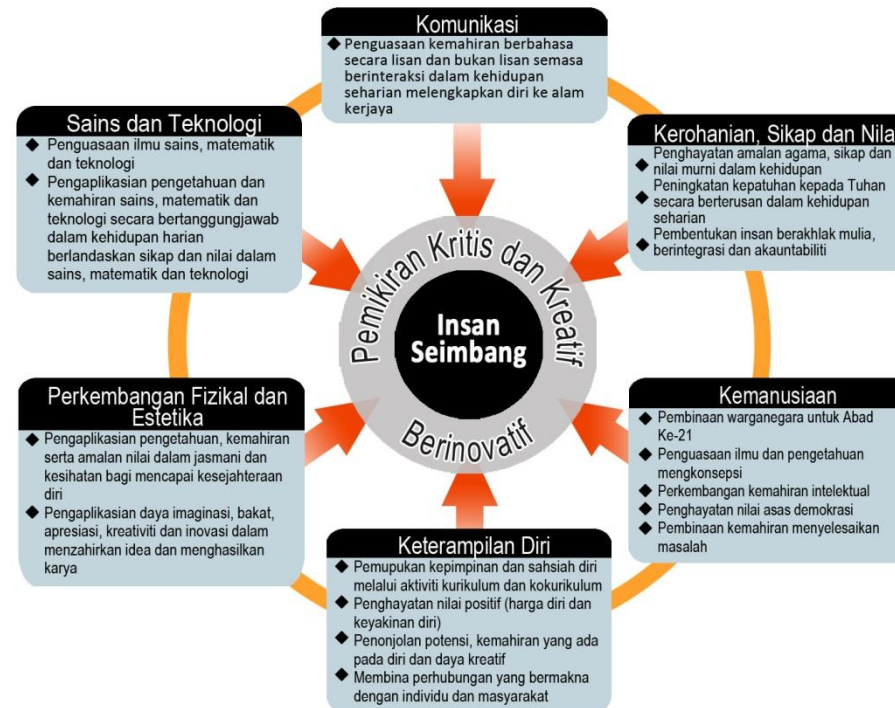 Komunikasi
◆ Penguasaan kemahiran berbahasa
secara lisan dan bukan lisan semasa
berinteraksi dalam kehidupan
seharian melengkapkan diri ke alam
kerjaya
Sains dan Teknologi
◆ Penguasaan ilmu sains, matematik
dan teknologi
◆ Pengaplikasian pengetahuan dan
kemahiran sains, matematik dan
teknologi secara bertanggungjawab
dalam kehidupan harian
berlandaskan sikap dan nilai dalam
sains, matematik dan teknologi
Kerohanian, Sikap dan Nilai
◆ Penghayatan amalan agama, sikap dan
nilai murni dalam kehidupan
◆ Peningkatan kepatuhan kepada Tuhan
secara berterusan dalam kehidupan
seharian
◆ Pembentukan insan berakhlak mulia,
berintegrasi dan akauntabiliti
Pemikiran Kritis dan Kreatif
Insan
Seimbang
Berinovatif
Perkembangan Fizikal dan
Estetika
◆ Pengaplikasian pengetahuan, kemahiran
serta amalan nilai dalam jasmani dan
kesihatan bagi mencapai kesejahteraan
diri
◆ Pengaplikasian daya imaginasi, bakat,
apresiasi, kreativiti dan inovasi dalam
menzahirkan idea dan menghasilkan
karya
Kemanusiaan
◆ Pembinaan warganegara untuk Abad
Ke-21
◆ Penguasaan ilmu dan pengetahuan
mengkonsepsi
◆ Perkembangan kemahiran intelektual
◆ Penghayatan nilai asas demokrasi
◆ Pembinaan kemahiran menyelesaikan
masalah
Keterampilan Diri
◆ Pemupukan kepimpinan dan sahsiah diri
melalui aktiviti kurikulum dan kokurikulum
◆ Penghayatan nilai positif (harga diri dan
keyakinan diri)
◆ Penonjolan potensi, kemahiran yang ada
pada diri dan daya kreatif
◆ Membina perhubungan yang bermakna
dengan individu dan masyarakat